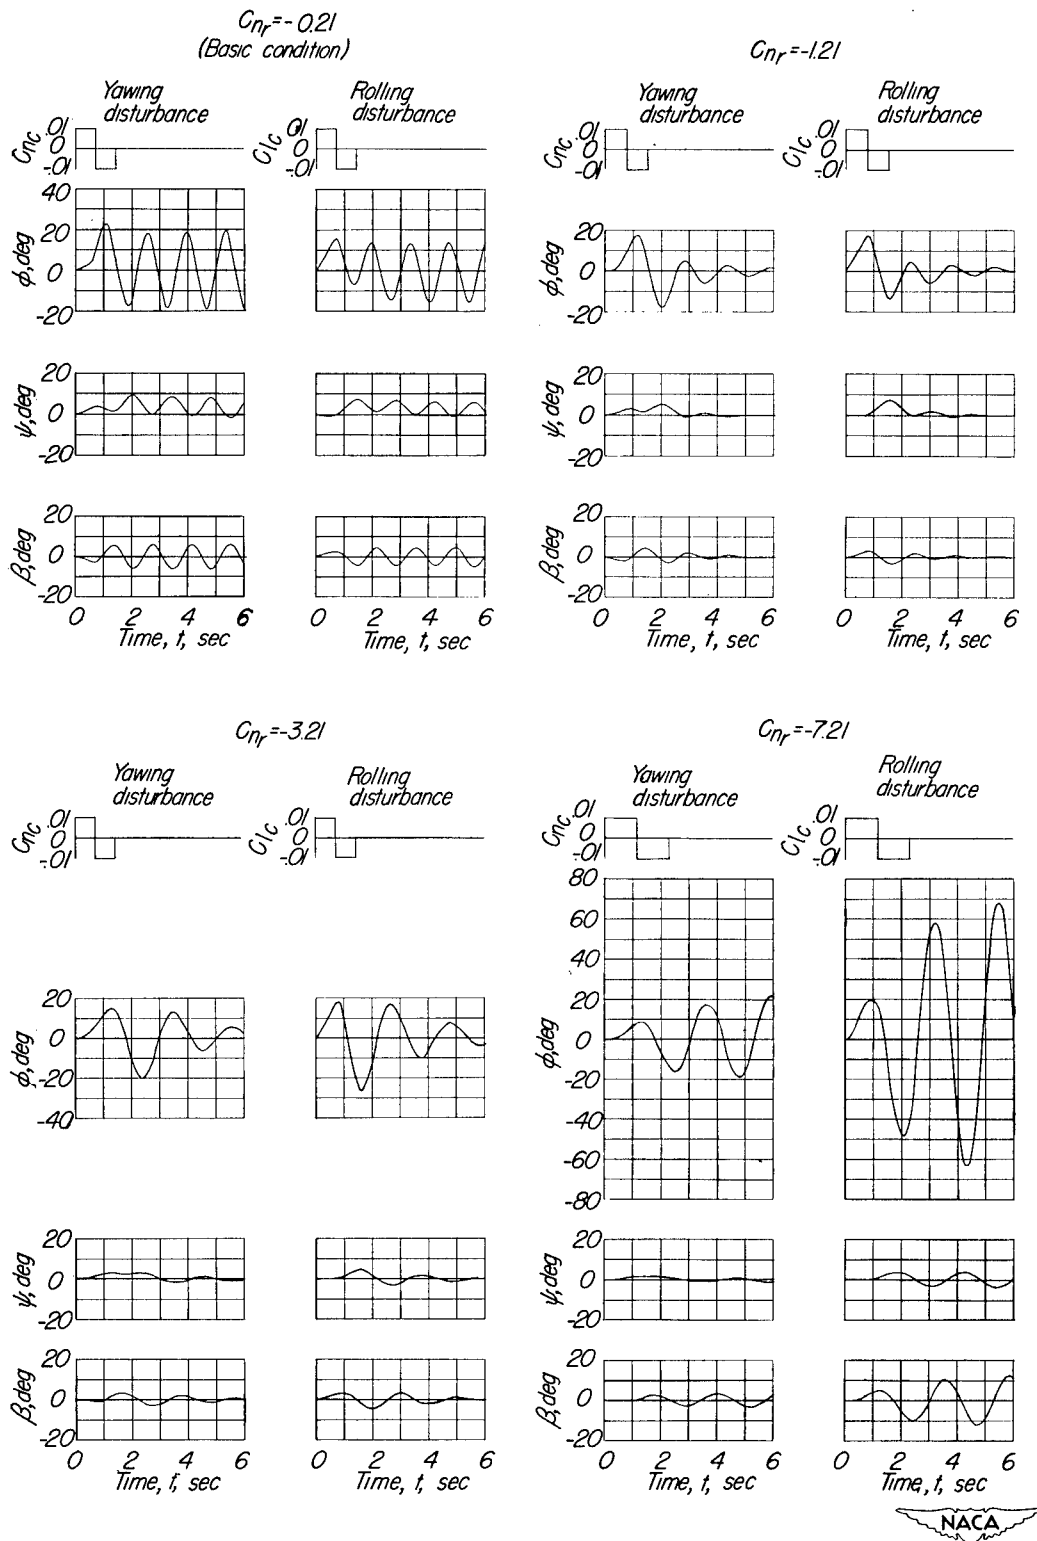 Cnr=-0.21
(Basic condition)
Yawing disturbance
Rolling disturbance
Cnc .01 0 -.01
Clc 0.1 0 -.01
φ, deg 40 20 0 -20
ψ, deg 20 0 -20
β, deg 20 0 -20
0 2 4 6
0 2 4 6
Time, t, sec
Time, t, sec
Cnr=-1.21
Yawing disturbance
Rolling disturbance
Cnc .01 0 -.01
Clc .01 0 -.01
φ, deg 20 0 -20
ψ, deg 20 0 -20
β, deg 20 0 -20
0 2 4 6
0 2 4 6
Time, t, sec
Time, t, sec
Cnr=-3.21
Yawing disturbance
Rolling disturbance
Cnc .01 0 -.01
Clc .01 0 -.01
φ, deg 20 0 -20 -40
ψ, deg 20 0 -20
β, deg 20 0 -20
0 2 4 6
0 2 4 6
Time, t, sec
Time, t, sec
Cnr=-7.21
Yawing disturbance
Rolling disturbance
Cnc .01 0 -.01
Clc .01 0 -.01
φ, deg 80 60 40 20 0 -20 -40 -60 -80
ψ, deg 20 0 -20
β, deg 20 0 -20
0 2 4 6
0 2 4 6
Time, t, sec
Time, t, sec
NACA